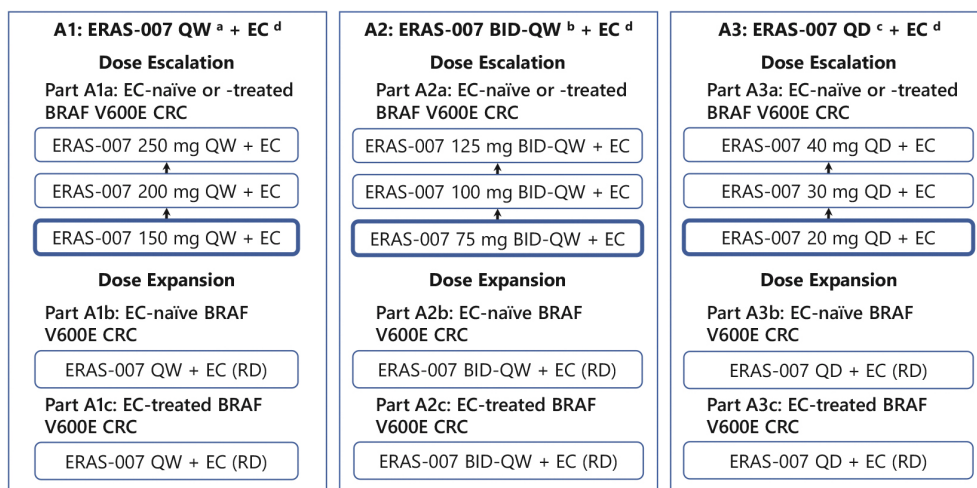 A1: ERAS-007 QW a + EC d
Dose Escalation
Part A1a: EC-naïve or -treated
BRAF V600E CRC
ERAS-007 250 mg QW + EC
ERAS-007 200 mg QW + EC
ERAS-007 150 mg QW + EC
Dose Expansion
Part A1b: EC-naïve BRAF
V600E CRC
ERAS-007 QW + EC (RD)
Part A1c: EC-treated BRAF
V600E CRC
ERAS-007 QW + EC (RD)
A2: ERAS-007 BID-QW b + EC d
Dose Escalation
Part A2a: EC-naïve or -treated
BRAF V600E CRC
ERAS-007 125 mg BID-QW + EC
ERAS-007 100 mg BID-QW + EC
ERAS-007 75 mg BID-QW + EC
Dose Expansion
Part A2b: EC-naïve BRAF
V600E CRC
ERAS-007 BID-QW + EC (RD)
Part A2c: EC-treated BRAF
V600E CRC
ERAS-007 BID-QW + EC (RD)
A3: ERAS-007 QD c + EC d
Dose Escalation
Part A3a: EC-naïve or -treated
BRAF V600E CRC
ERAS-007 40 mg QD + EC
ERAS-007 30 mg QD + EC
ERAS-007 20 mg QD + EC
Dose Expansion
Part A3b: EC-naïve BRAF
V600E CRC
ERAS-007 QD + EC (RD)
Part A3c: EC-treated BRAF
V600E CRC
ERAS-007 QD + EC (RD)